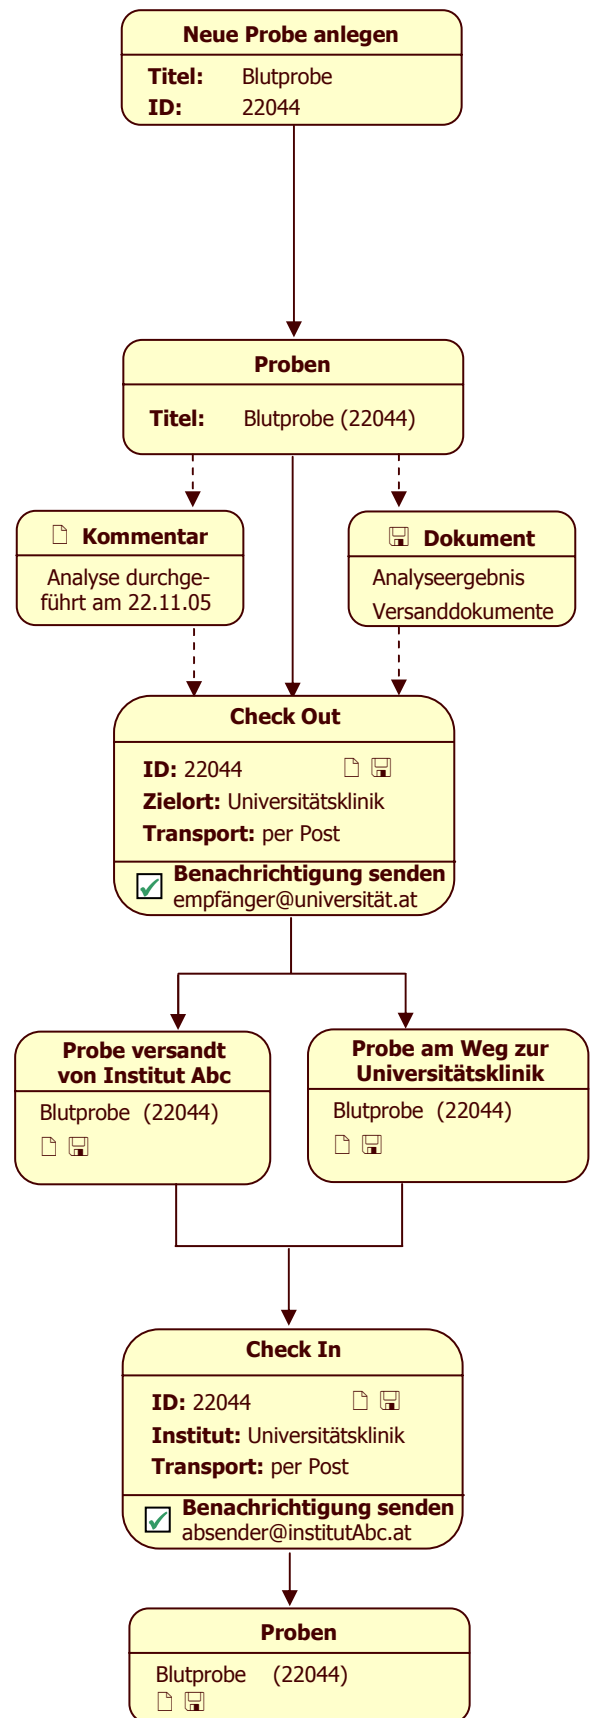 Neue Probe anlegen
Titel: Blutprobe
ID: 22044
Proben
Titel: Blutprobe (22044)
Kommentar
Analyse durchge-
führt am 22.11.05
Dokument
Analyseergebnis
Versanddokumente
Check Out
ID: 22044
Zielort: Universitätsklinik
Transport: per Post
Benachrichtigung senden
empfänger@universität.at
Probe versandt
von Institut Abc
Blutprobe (22044)
Probe am Weg zur
Universitätsklinik
Blutprobe (22044)
Check In
ID: 22044
Institut: Universitätsklinik
Transport: per Post
Benachrichtigung senden
absender@institutAbc.at
Proben
Blutprobe (22044)